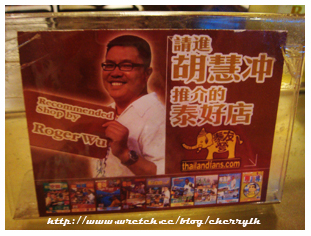 請進
胡慧冲
推介的
泰好店
Recommended
Shop by
Roger Wu
thailandians.com
http://www.wretch.cc/blog/cherrylk